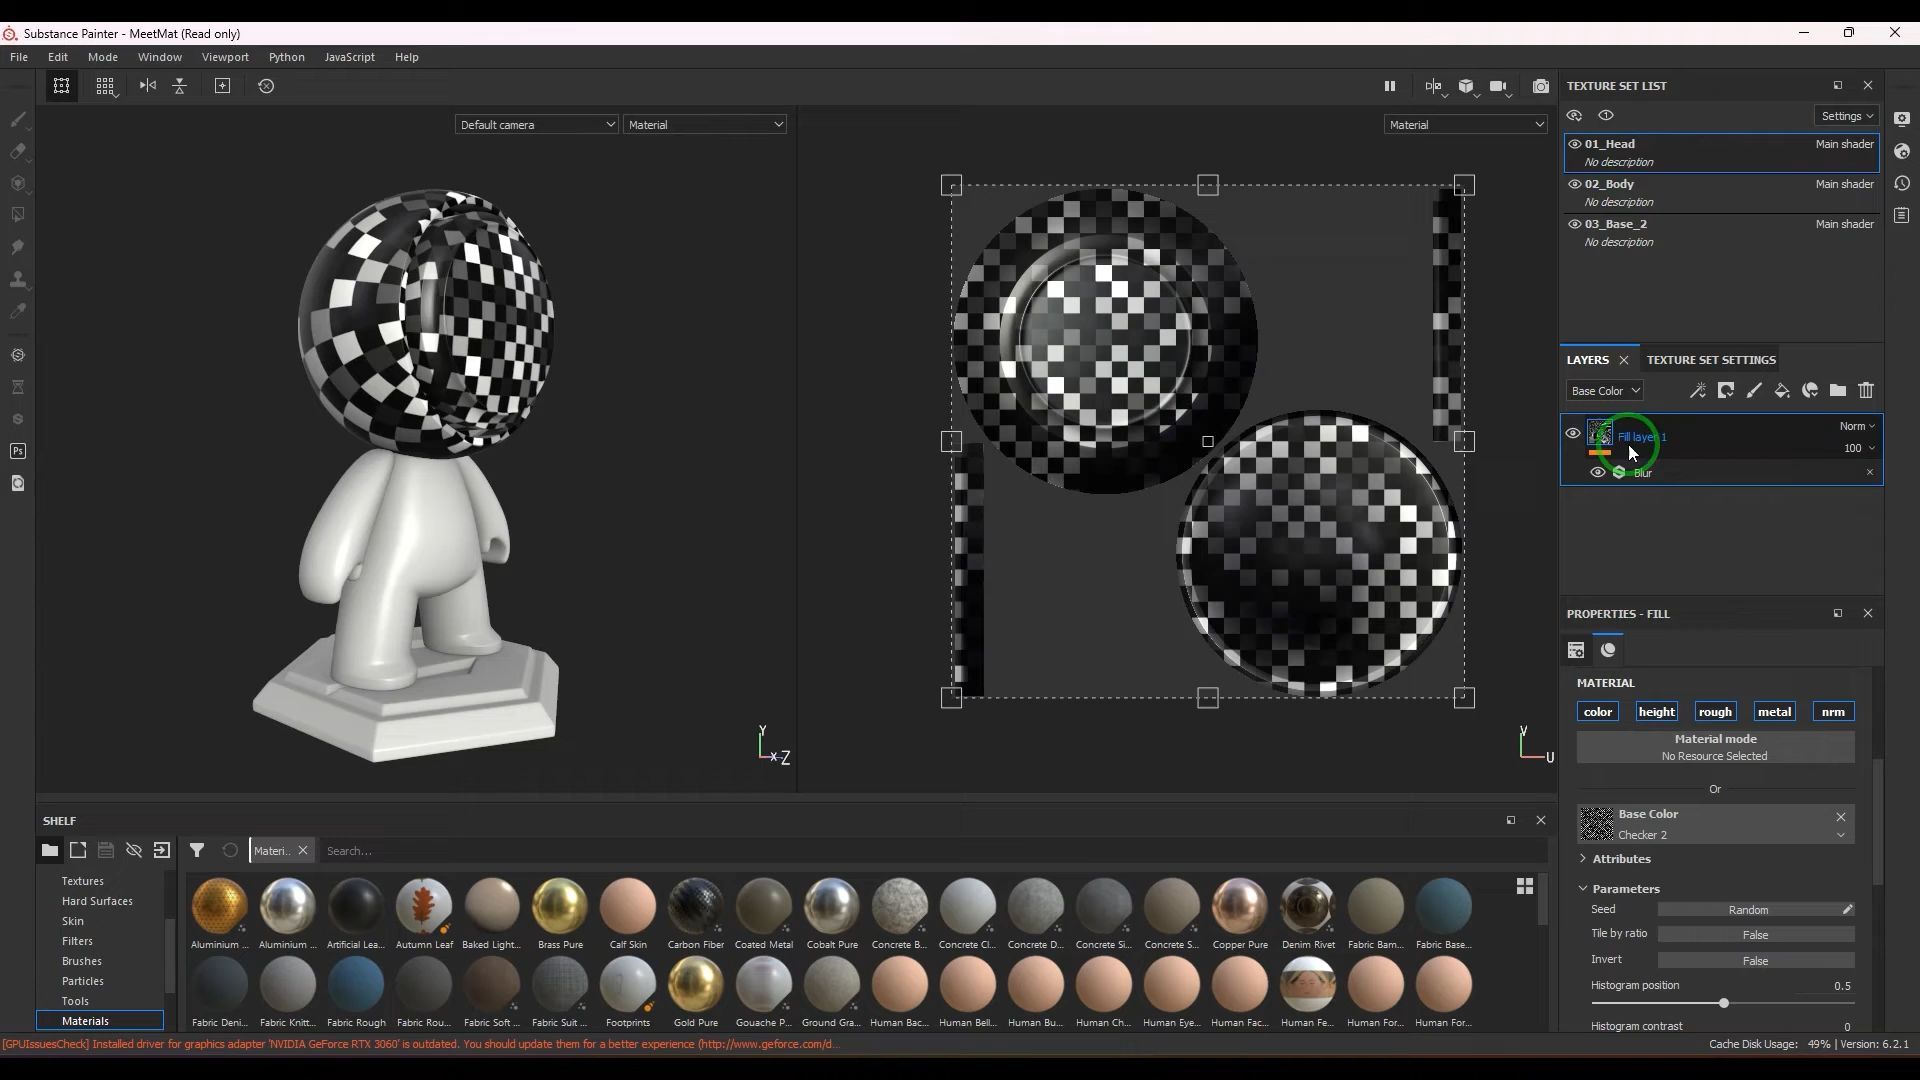 Substance Painter - MeetMat (Read only)
File Edit Mode Window Viewport Python JavaScript Help
Default camera
Material
Material
TEXTURE SET LIST
Settings
01_Head Main shader
No description
02_Body Main shader
No description
03_Base_2 Main shader
No description
LAYERS
TEXTURE SET SETTINGS
Base Color
Fill layer 1
Norm
100
Blur
PROPERTIES - FILL
MATERIAL
color height rough metal nrm
Material mode
No Resource Selected
Or
Base Color
Checker 2
Attributes
Parameters
Seed Random
Tile by ratio False
Invert False
Histogram position 0.5
Histogram contrast 0
Y
X Z
V
U
Ps
SHELF
Materi...
Search...
Textures
Hard Surfaces
Skin
Filters
Brushes
Particles
Tools
Materials
Aluminium ... Aluminium ... Artificial Lea... Autumn Leaf Baked Light... Brass Pure Calf Skin Carbon Fiber Coated Metal Cobalt Pure Concrete B... Concrete Cl... Concrete D... Concrete Sl... Concrete S... Copper Pure Denim Rivet Fabric Bam... Fabric Base...
Fabric Deni... Fabric Knitt... Fabric Rough Fabric Rou... Fabric Soft ... Fabric Suit ... Footprints Gold Pure Gouache P... Ground Gra... Human Bac... Human Bell... Human Bu... Human Ch... Human Eye... Human Fac... Human Fe... Human For... Human For...
[GPUIssuesCheck] Installed driver for graphics adapter 'NVIDIA GeForce RTX 3060' is outdated. You should update them for a better experience (http://www.geforce.com/d...
Cache Disk Usage: 49% | Version: 6.2.1